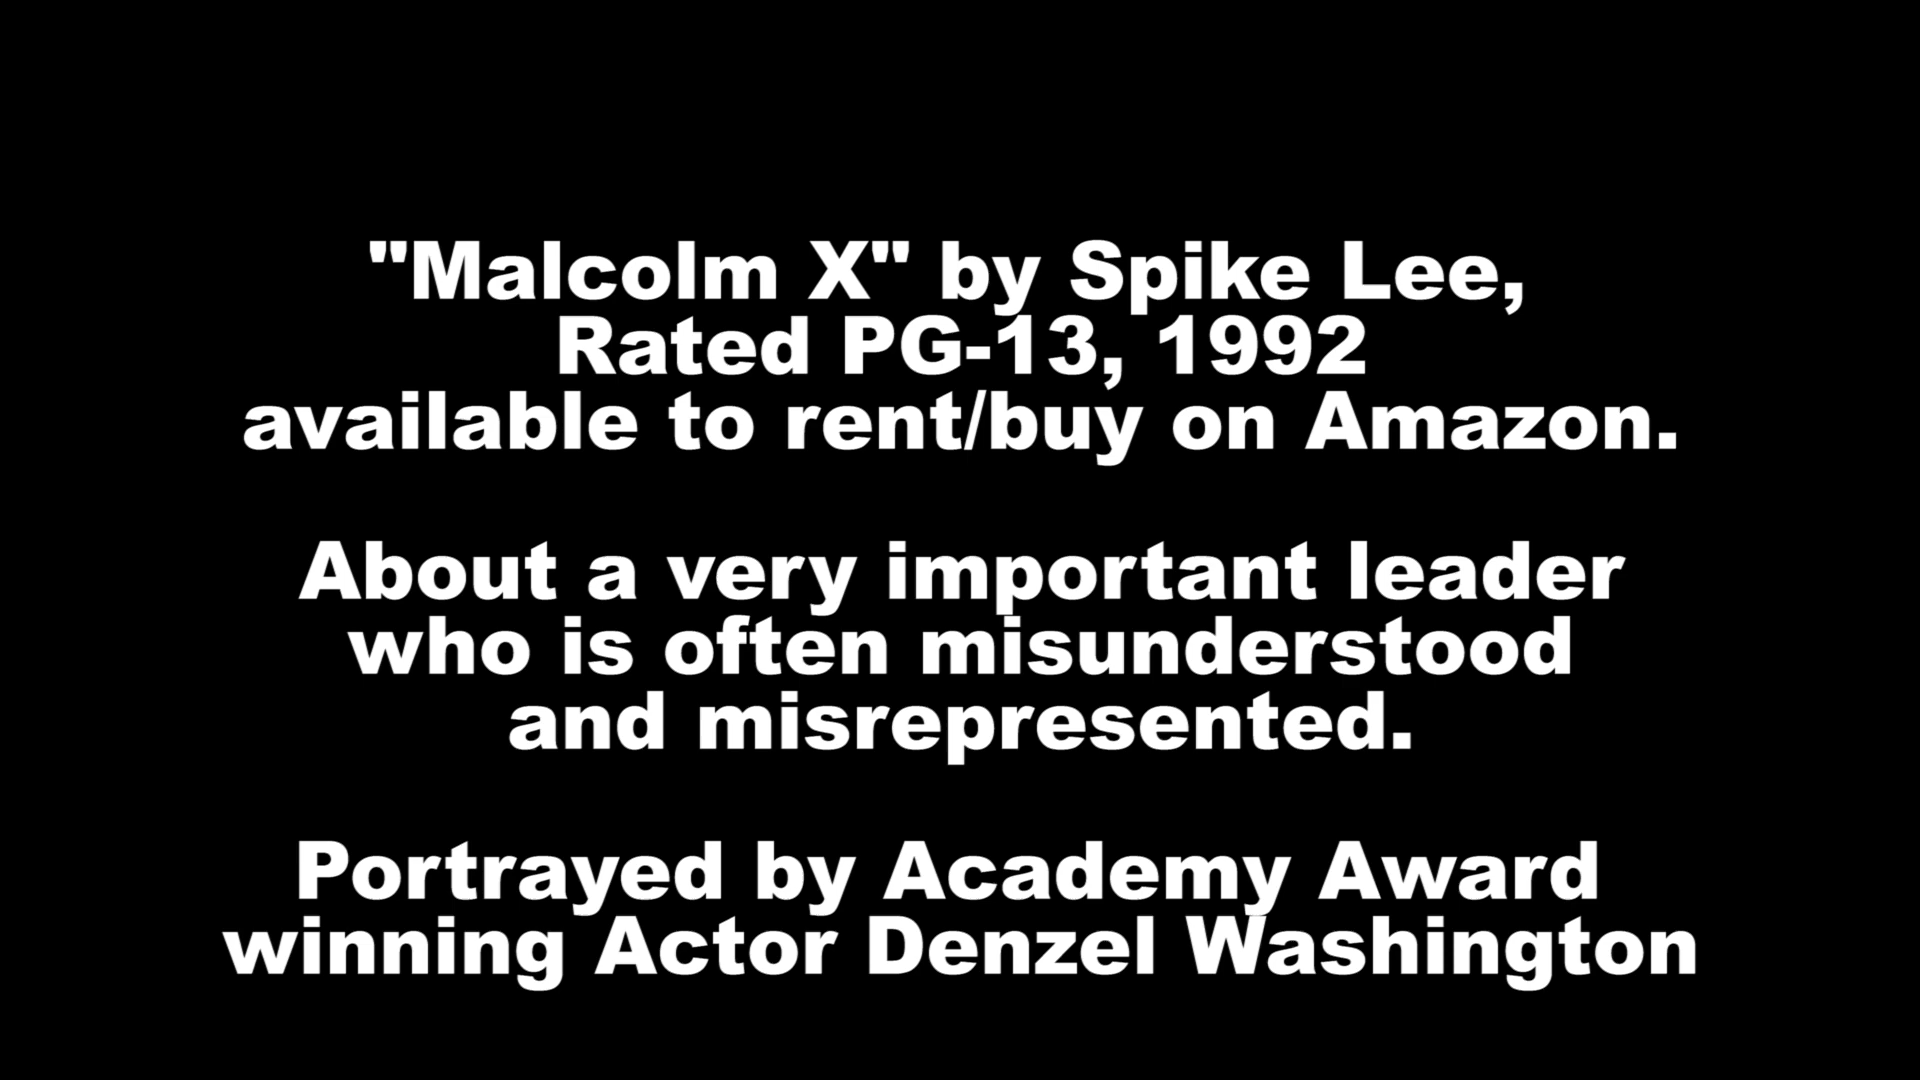 "Malcolm X" by Spike Lee,
Rated PG-13, 1992
available to rent/buy on Amazon.
About a very important leader
who is often misunderstood
and misrepresented.
Portrayed by Academy Award
winning Actor Denzel Washington